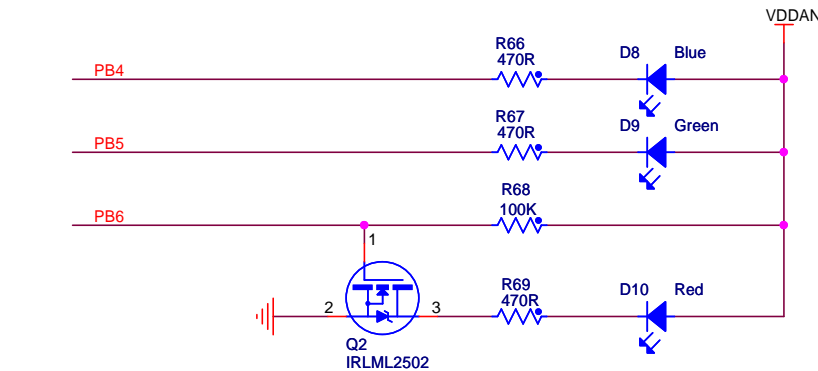 VDDAN
R66
470R
D8 Blue
PB4
R67
470R
D9 Green
PB5
R68
100K
PB6
1
R69
470R
D10 Red
2
3
Q2
IRLML2502